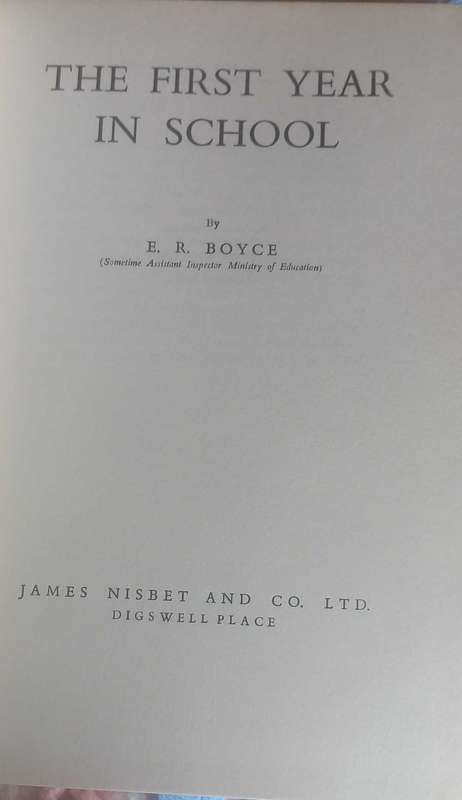 THE FIRST YEAR
IN SCHOOL
By
E. R. BOYCE
(Sometime Assistant Inspector Ministry of Education)
JAMES NISBET AND CO. LTD.
DIGSWELL PLACE